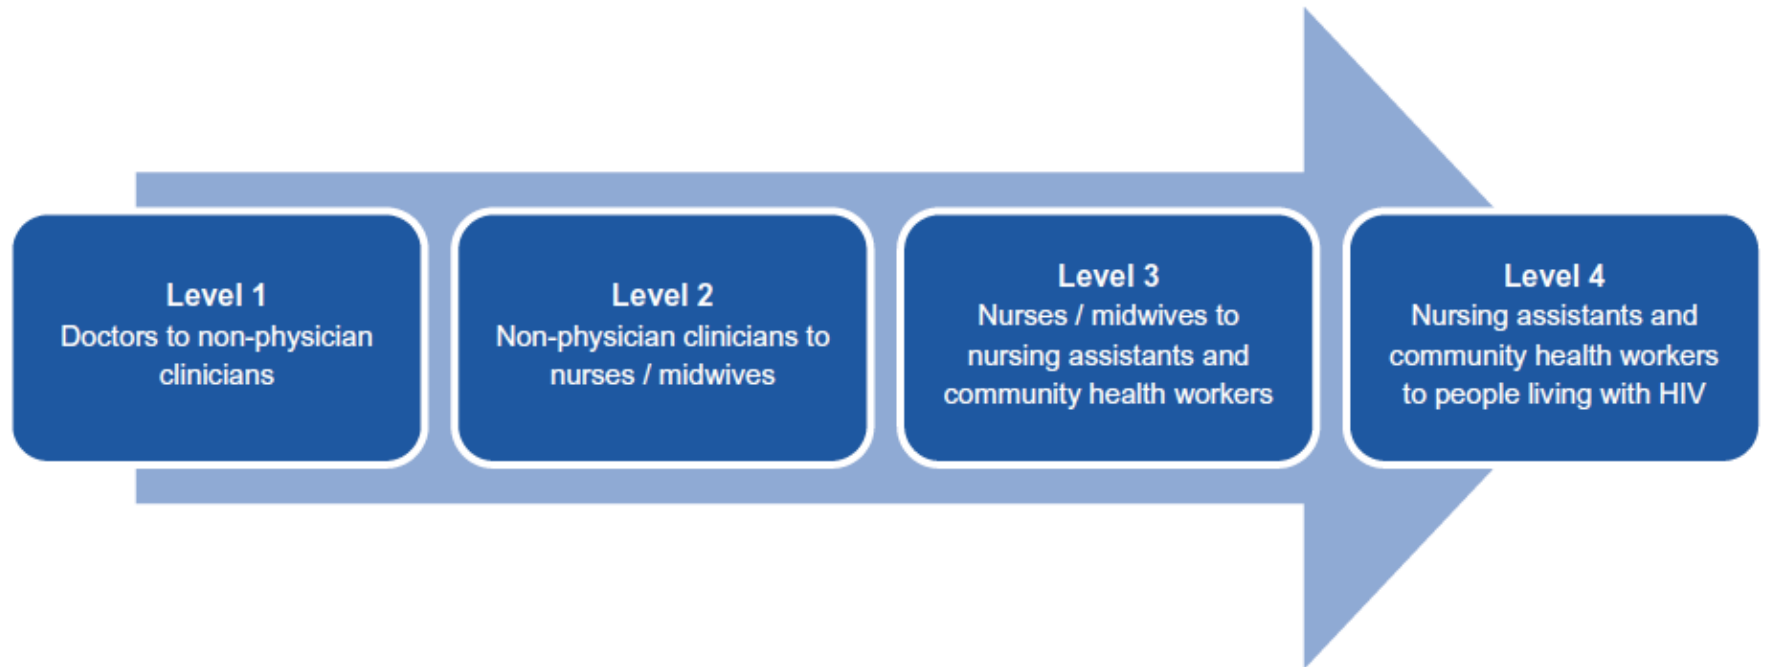 Level 1
Doctors to non-physician
clinicians
Level 2
Non-physician clinicians to
nurses / midwives
Level 3
Nurses / midwives to
nursing assistants and
community health workers
Level 4
Nursing assistants and
community health workers
to people living with HIV